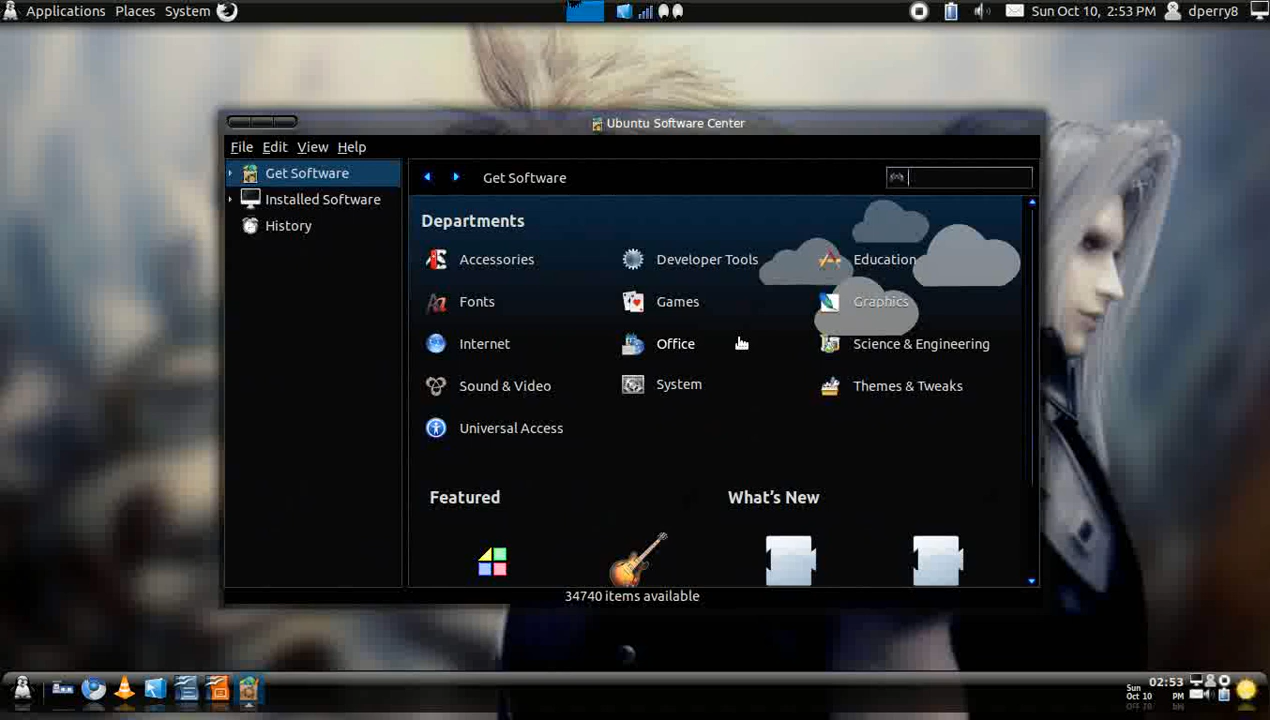 Applications Places System
Sun Oct 10, 2:53 PM dperry8
Ubuntu Software Center
File Edit View Help
Get Software
Installed Software
History
Get Software
Departments
Accessories Developer Tools Education
Fonts Games Graphics
Internet Office Science & Engineering
Sound & Video System Themes & Tweaks
Universal Access
Featured What's New
34740 items available
02:53
Sun PM
Oct 10